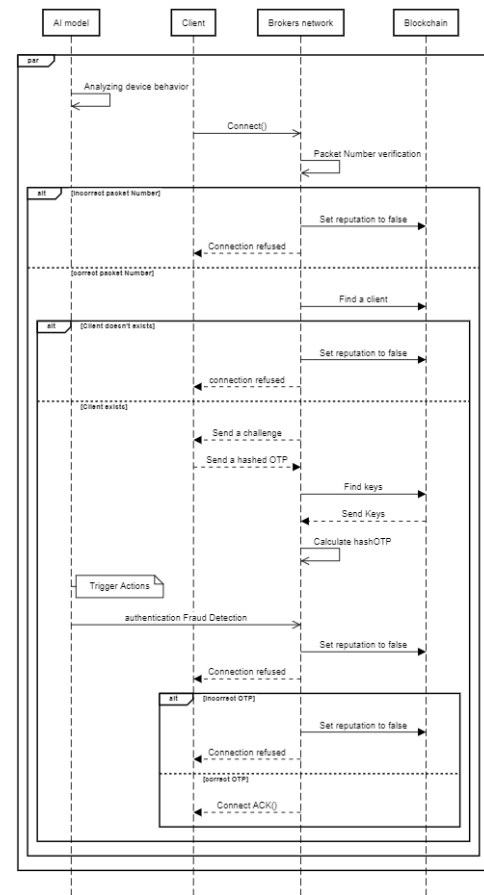 AI model Client Brokers network Blockchain
par
Analyzing device behavior
Connect()
Packet Number verification
alt [Incorrect packet Number]
Set reputation to false
Connection refused
[correct packet Number]
Find a client
alt [Client doesn't exists]
Set reputation to false
connection refused
[Client exists]
Send a challenge
Send a hashed OTP
Find keys
Send Keys
Calculate hashOTP
Trigger Actions
authentication Fraud Detection
Set reputation to false
Connection refused
alt [Incorrect OTP]
Set reputation to false
Connection refused
[correct OTP]
Connect ACK()